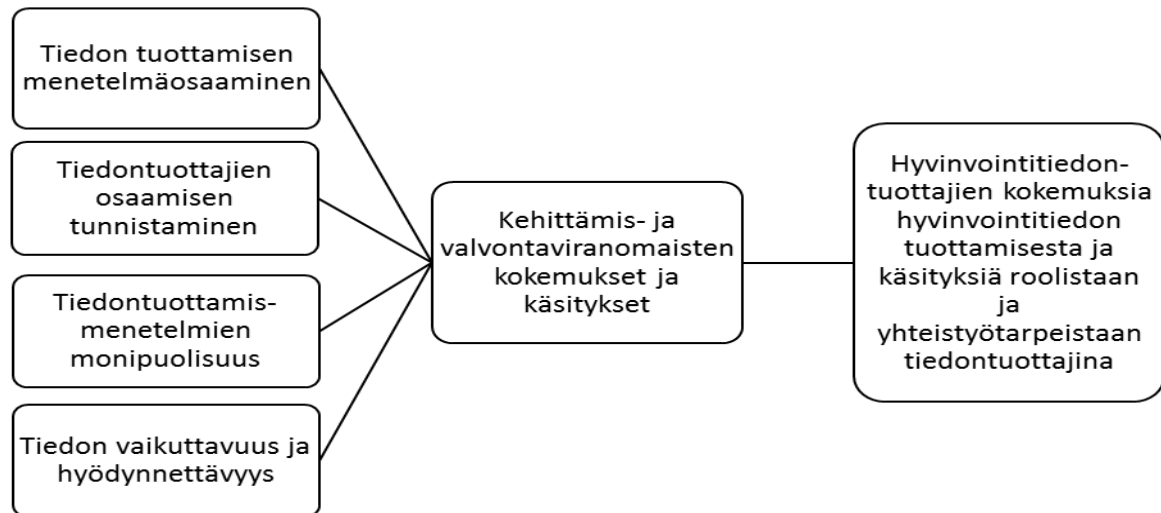 Tiedon tuottamisen
menetelmäosaaminen
Tiedontuottajien
osaamisen
tunnistaminen
Tiedontuottamis-
menetelmien
monipuolisuus
Tiedon vaikuttavuus ja
hyödynnettävyys
Kehittämis- ja
valvontaviranomaisten
kokemukset ja
käsitykset
Hyvinvointitiedon-
tuottajien kokemuksia
hyvinvointitiedon
tuottamisesta ja
käsityksiä roolistaan
ja
yhteistyötarpeistaan
tiedontuottajina